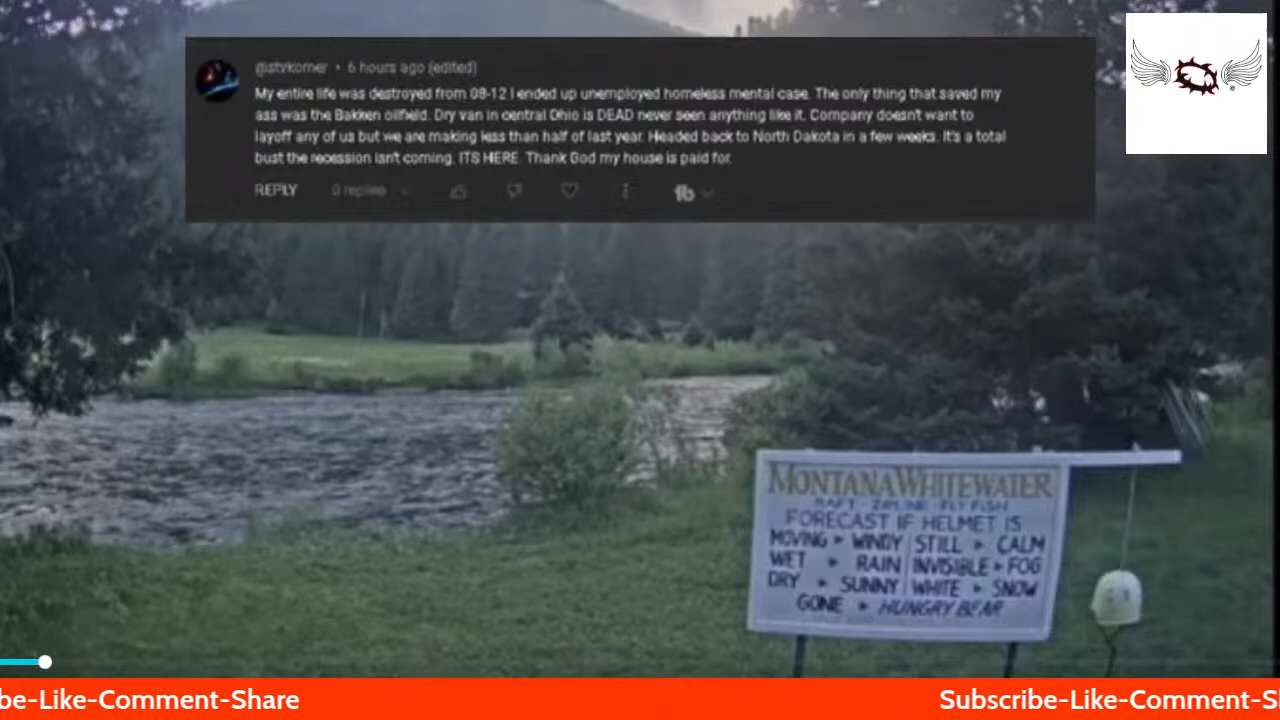 @stvkorner • 6 hours ago (edited)
My entire life was destroyed from 08-12 I ended up unemployed homeless mental case. The only thing that saved my
ass was the Bakken oilfield. Dry van in central Ohio is DEAD never seen anything like it. Company doesn't want to
layoff any of us but we are making less than half of last year. Headed back to North Dakota in a few weeks. It's a total
bust the recession isn't coming. ITS HERE. Thank God my house is paid for.
REPLY 0 replies
MONTANA WHITEWATER
RAFT ZIPLINE FLY FISH
FORECAST IF HELMET IS
MOVING ▸ WINDY | STILL ▸ CALM
WET ▸ RAIN | INVISIBLE ▸ FOG
DRY ▸ SUNNY | WHITE ▸ SNOW
GONE ▸ HUNGRY BEAR
be-Like-Comment-Share Subscribe-Like-Comment-S